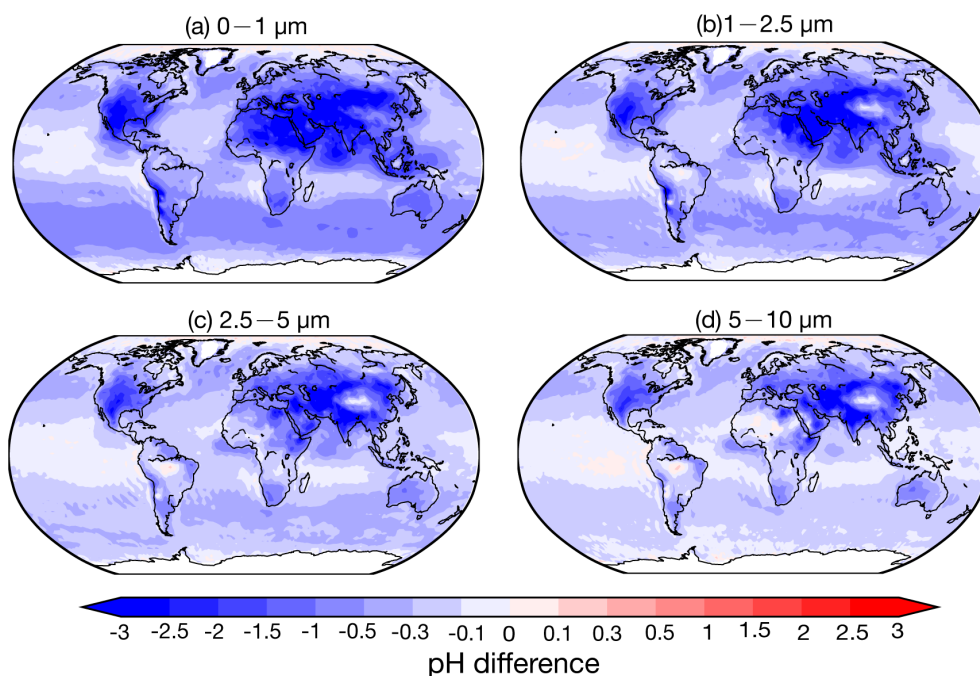 (a) 0—1 µm
(b)1—2.5 µm
(c) 2.5—5 µm
(d) 5—10 µm
-3 -2.5 -2 -1.5 -1 -0.5 -0.3 -0.1 0 0.1 0.3 0.5 1 2 2.5 3
pH difference